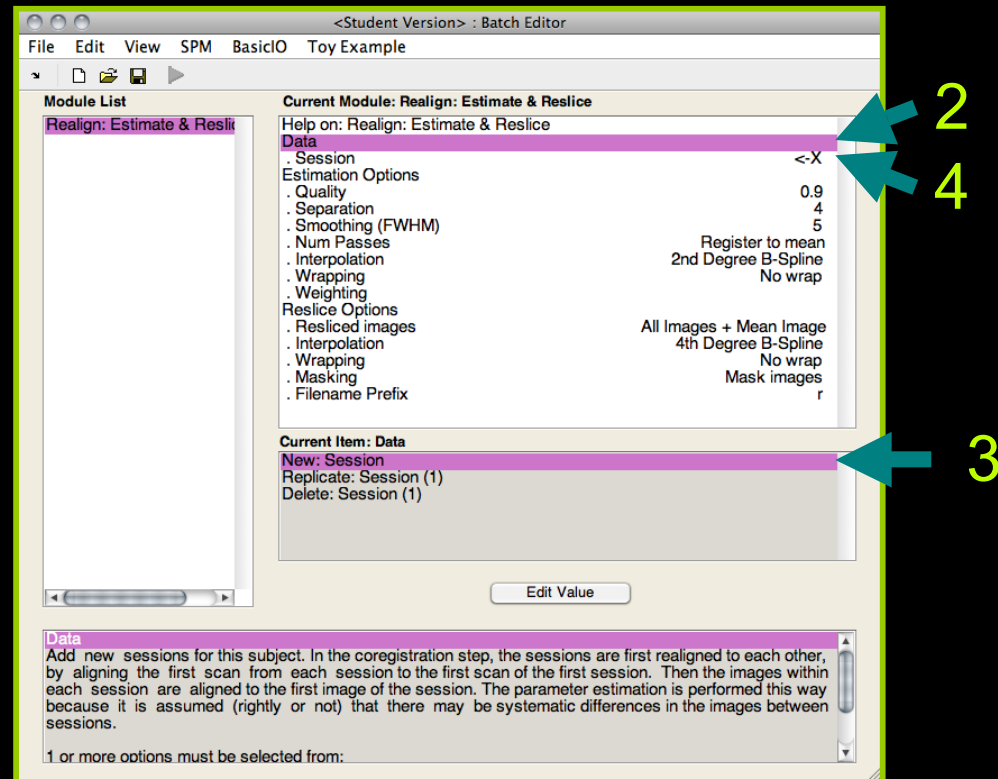 <Student Version> : Batch Editor
File Edit View SPM BasicIO Toy Example
Module List
Realign: Estimate & Reslic
Current Module: Realign: Estimate & Reslice
Help on: Realign: Estimate & Reslice
Data
. Session <-X
Estimation Options
. Quality 0.9
. Separation 4
. Smoothing (FWHM) 5
. Num Passes Register to mean
. Interpolation 2nd Degree B-Spline
. Wrapping No wrap
. Weighting
Reslice Options
. Resliced images All Images + Mean Image
. Interpolation 4th Degree B-Spline
. Wrapping No wrap
. Masking Mask images
. Filename Prefix r
2
4
Current Item: Data
New: Session
Replicate: Session (1)
Delete: Session (1)
3
Edit Value
Data
Add new sessions for this subject. In the coregistration step, the sessions are first realigned to each other,
by aligning the first scan from each session to the first scan of the first session. Then the images within
each session are aligned to the first image of the session. The parameter estimation is performed this way
because it is assumed (rightly or not) that there may be systematic differences in the images between
sessions.
1 or more options must be selected from: